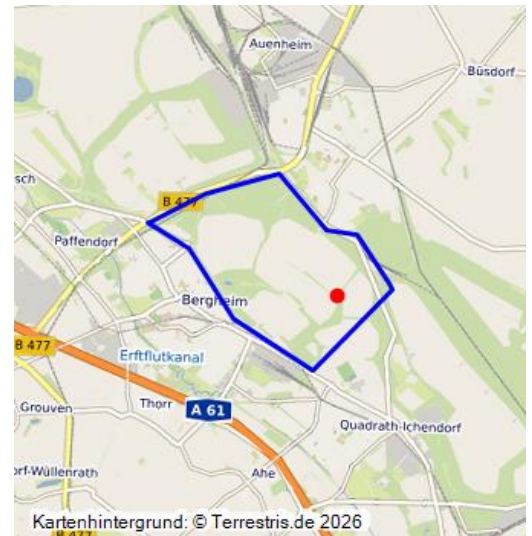 Auenheim
Büsdorf
sch
B 477
Paffendorf
Bergheim
B 477
Erftflutkanal
Thorr
A 61
Grouven
Quadrath-Ichendorf
Ahe
orf-Wüllenrath
B 477
Kartenhintergrund: © Terrestris.de 2026